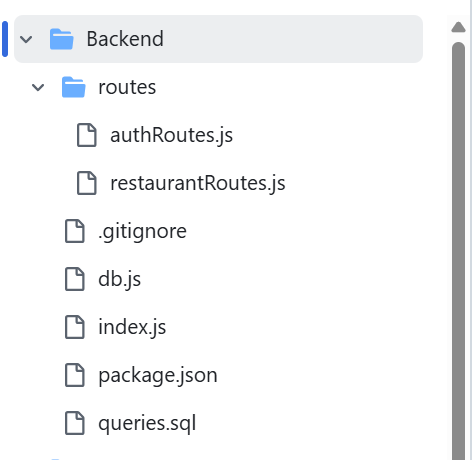 Backend
routes
authRoutes.js
restaurantRoutes.js
.gitignore
db.js
index.js
package.json
queries.sql